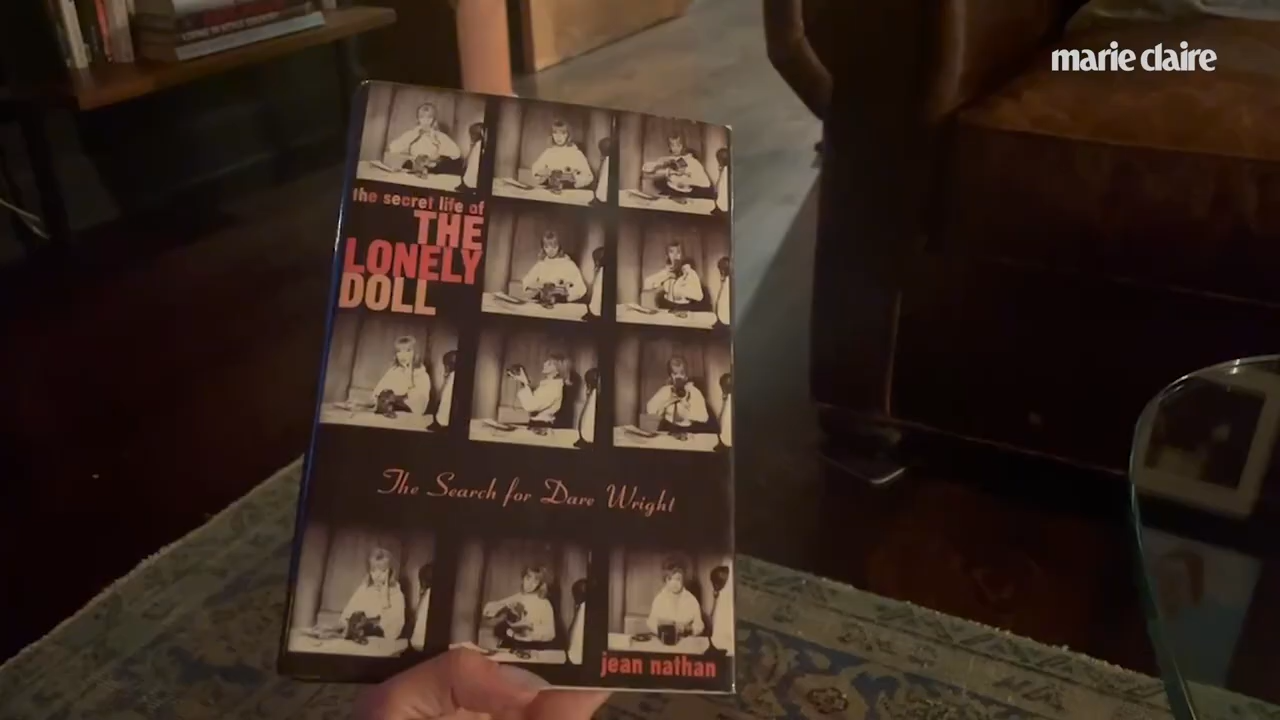 marie claire
the secret life of
THE
LONELY
DOLL
The Search for Dare Wright
jean nathan